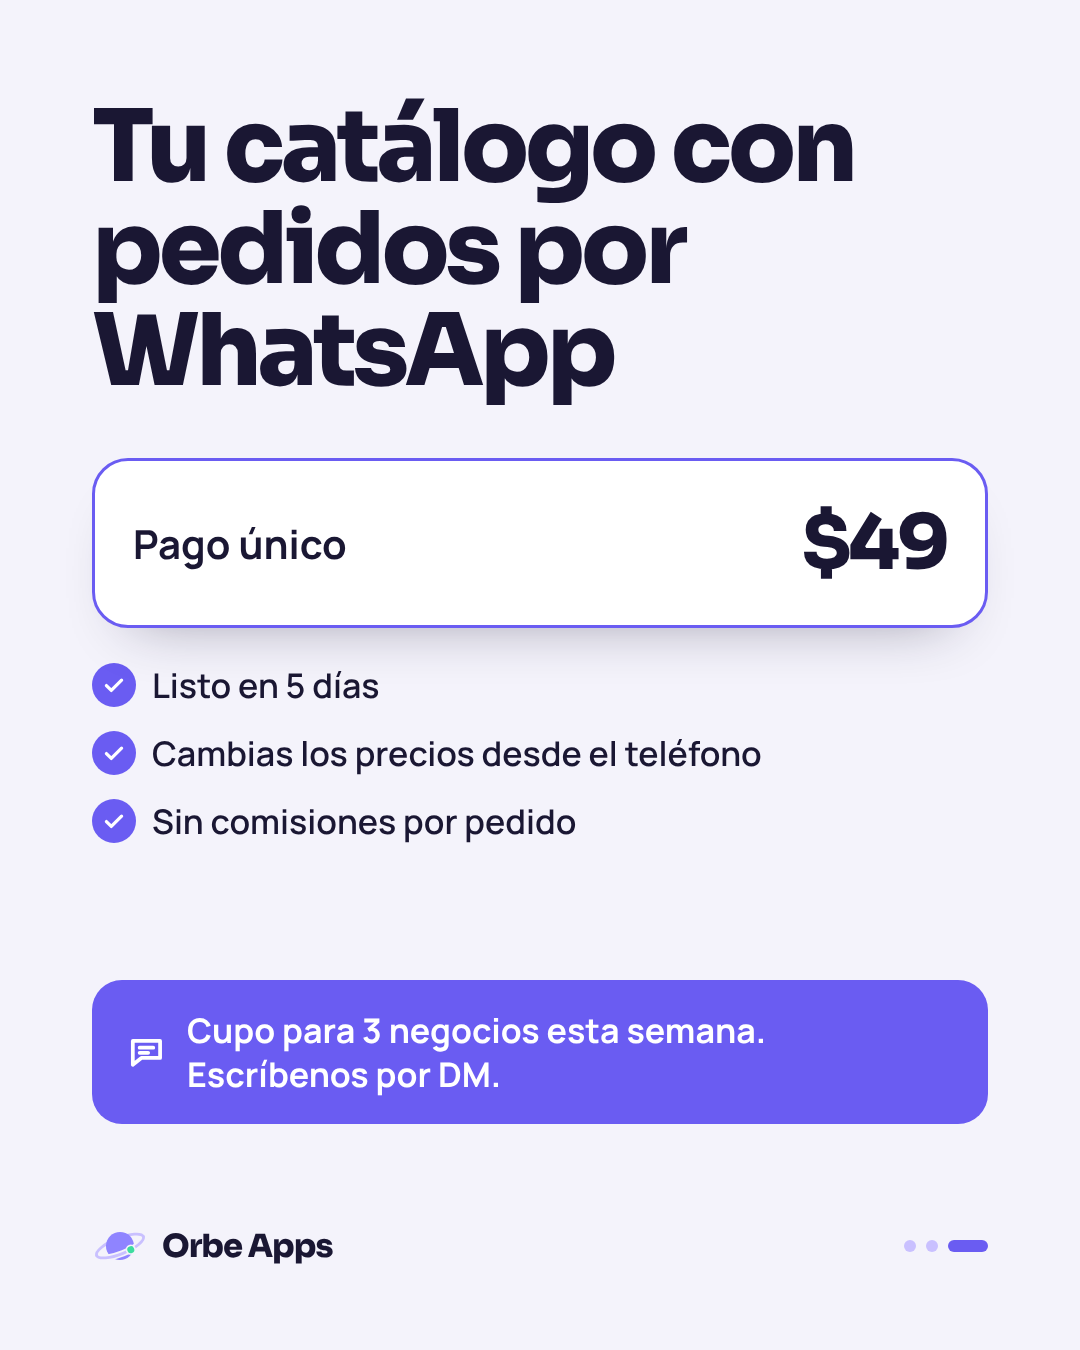 Tu catálogo con
pedidos por
WhatsApp
Pago único
$49
Listo en 5 días
Cambias los precios desde el teléfono
Sin comisiones por pedido
Cupo para 3 negocios esta semana.
Escríbenos por DM.
Orbe Apps